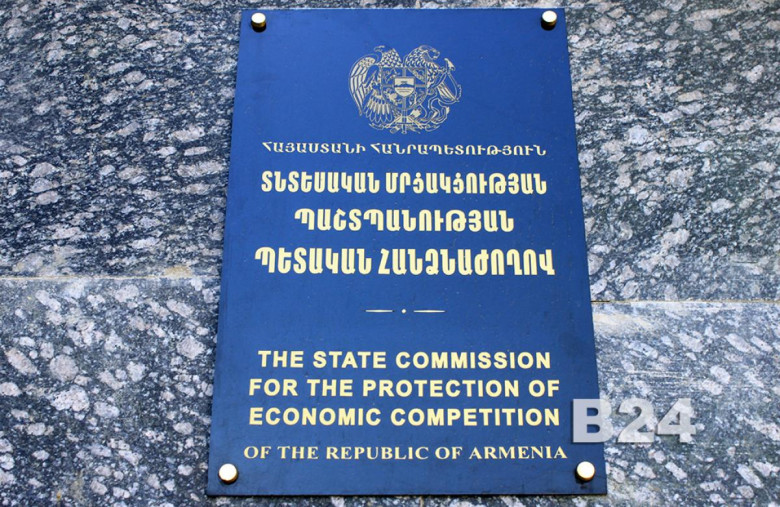 ՀԱՅԱՍՏԱՆԻ ՀԱՆՐԱՊԵՏՈՒԹՅՈՒՆ
ՏՆՏԵՍԱԿԱՆ ՄՐՑԱԿՑՈՒԹՅԱՆ
ՊԱՇՏՊԱՆՈՒԹՅԱՆ
ՊԵՏԱԿԱՆ ՀԱՆՁՆԱԺՈՂՈՎ
THE STATE COMMISSION
FOR THE PROTECTION OF
ECONOMIC COMPETITION
OF THE REPUBLIC OF ARMENIA
B24